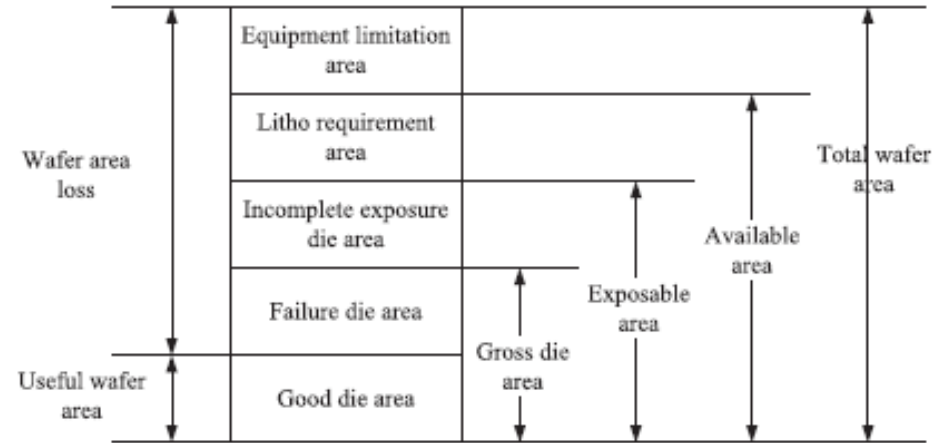 Equipment limitation
area
Litho requirement
area
Wafer area
loss
Total wafer
area
Incomplete exposure
die area
Available
area
Failure die area
Exposable
area
Gross die
area
Useful wafer
area
Good die area